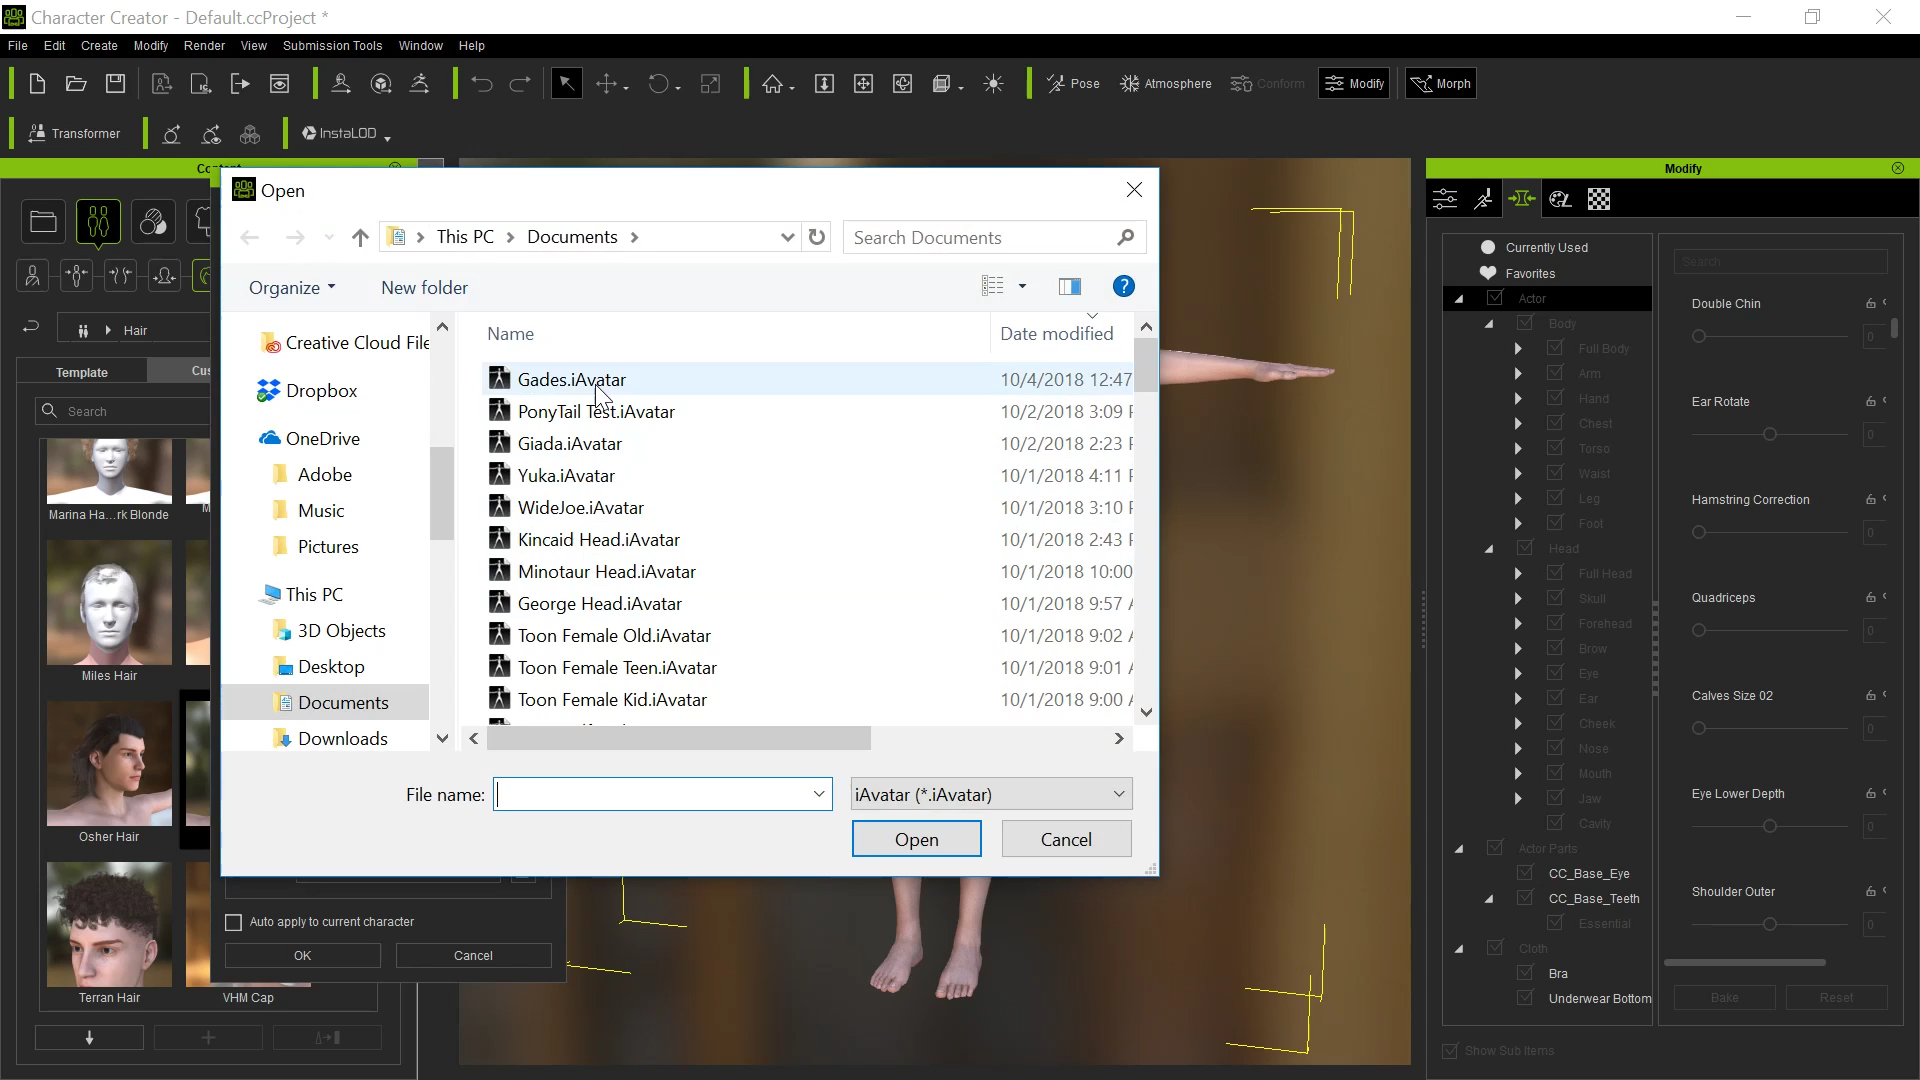 Character Creator - Default.ccProject *
File Edit Create Modify Render View Submission Tools Window Help
Pose Atmosphere Conform Modify Morph
Transformer InstaLOD
Modify
Open
This PC > Documents >
Search Documents
Organize New folder
Name Date modified
Creative Cloud File
Dropbox
OneDrive
Adobe
Music
Pictures
This PC
3D Objects
Desktop
Documents
Downloads
Gades.iAvatar 10/4/2018 12:47
PonyTail Test.iAvatar 10/2/2018 3:09
Giada.iAvatar 10/2/2018 2:23
Yuka.iAvatar 10/1/2018 4:11
WideJoe.iAvatar 10/1/2018 3:10
Kincaid Head.iAvatar 10/1/2018 2:43
Minotaur Head.iAvatar 10/1/2018 10:00
George Head.iAvatar 10/1/2018 9:57
Toon Female Old.iAvatar 10/1/2018 9:02
Toon Female Teen.iAvatar 10/1/2018 9:01
Toon Female Kid.iAvatar 10/1/2018 9:00
File name:
iAvatar (*.iAvatar)
Open Cancel
Hair
Template Cus
Search
Marina Ha...rk Blonde
Miles Hair
Osher Hair
Terran Hair VHM Cap
Auto apply to current character
OK Cancel
Currently Used
Favorites
Actor
Body
Full Body
Arm
Hand
Chest
Torso
Waist
Leg
Foot
Head
Full Head
Skull
Forehead
Brow
Eye
Ear
Cheek
Nose
Mouth
Jaw
Cavity
Actor Parts
CC_Base_Eye
CC_Base_Teeth
Essential
Cloth
Bra
Underwear Bottom
Show Sub Items
Search
Double Chin
0
Ear Rotate
0
Hamstring Correction
0
Quadriceps
0
Calves Size 02
0
Eye Lower Depth
0
Shoulder Outer
0
Bake Reset